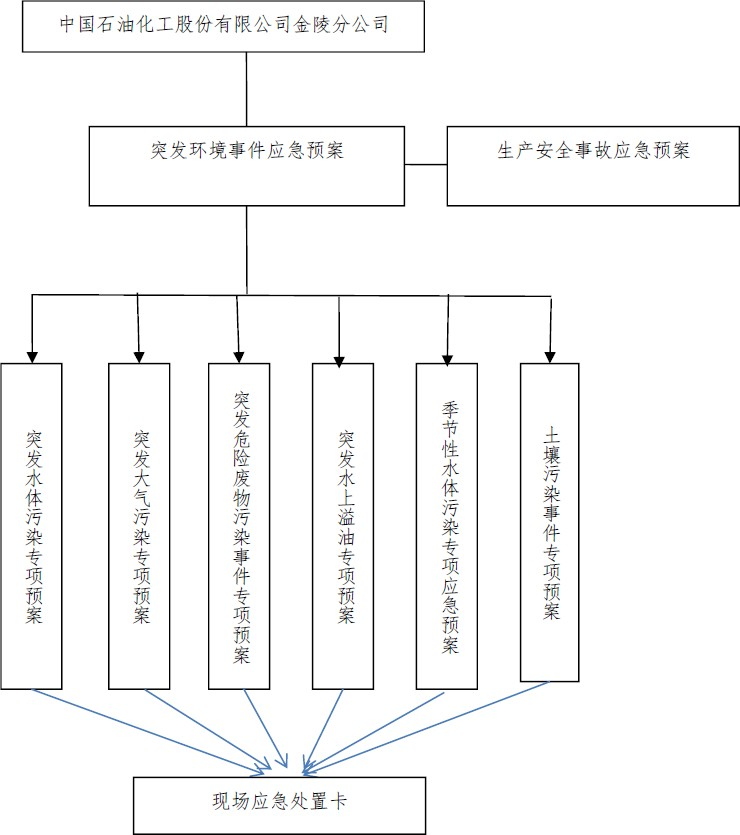 中国石油化工股份有限公司金陵分公司
突发环境事件应急预案
生产安全事故应急预案
突发水体污染专项预案
突发大气污染专项预案
突发危险废物污染事件专项预案
突发水上溢油专项预案
季节性水体污染专项应急预案
土壤污染事件专项预案
现场应急处置卡